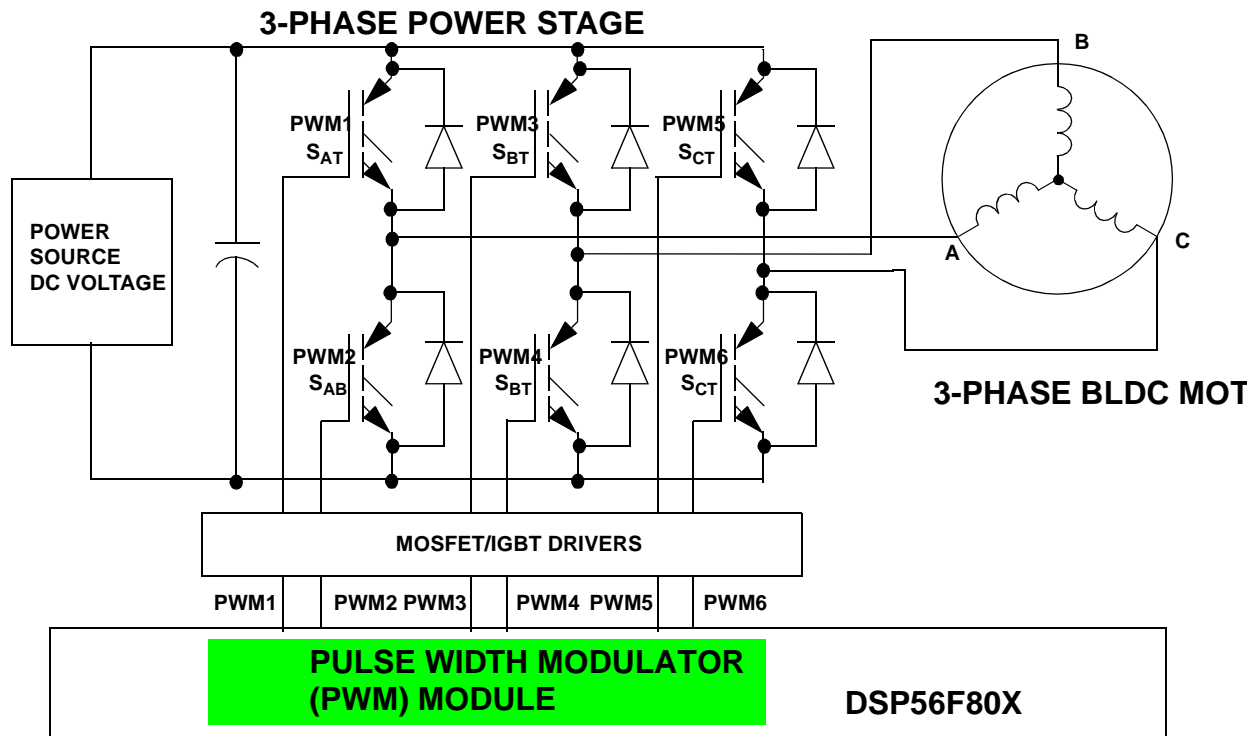 3-PHASE POWER STAGE
B
PWM1
SAT
PWM3
SBT
PWM5
SCT
POWER
SOURCE
DC VOLTAGE
A
C
PWM2
SAB
PWM4
SBT
PWM6
SCT
3-PHASE BLDC MOT
MOSFET/IGBT DRIVERS
PWM1 PWM2 PWM3 PWM4 PWM5 PWM6
PULSE WIDTH MODULATOR
(PWM) MODULE
DSP56F80X